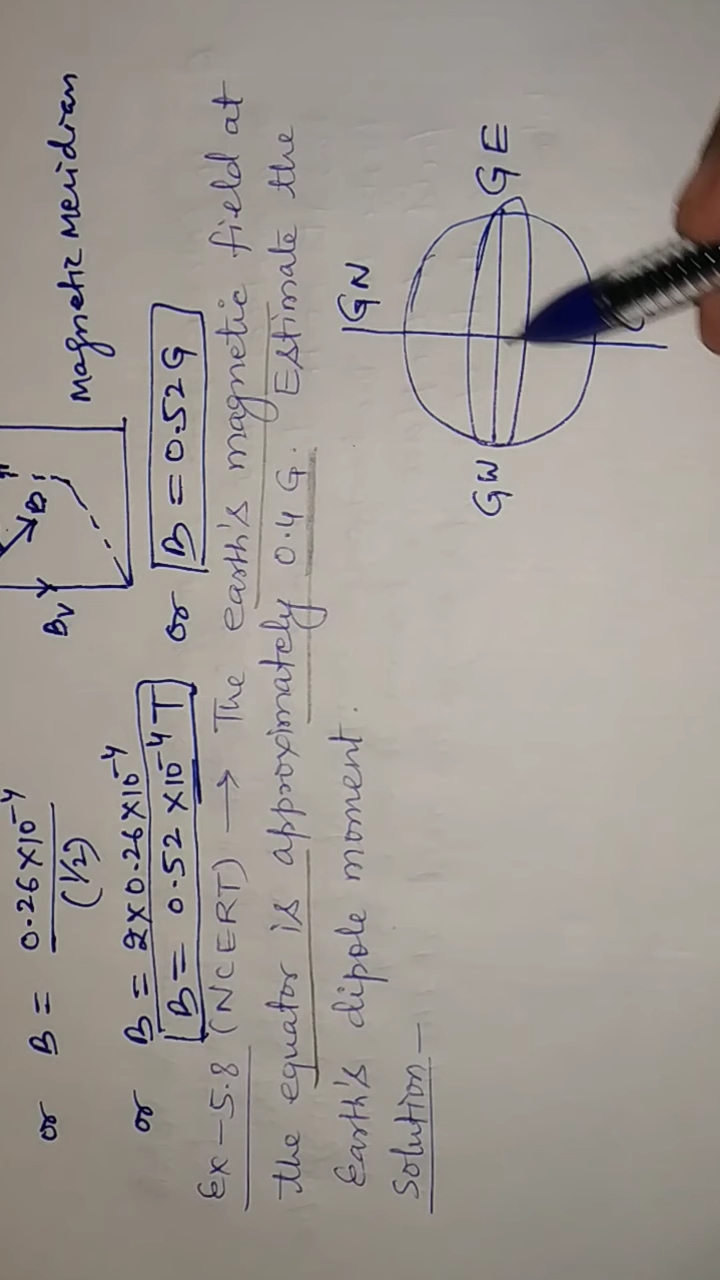 or B = 0.26×10⁻⁴ / (1/2)
Bv
B
Magnetic Meridian
or B = 2×0.26×10⁻⁴
B = 0.52×10⁻⁴ T or B = 0.52 G
Ex–5.8 (NCERT) → The earth's magnetic field at
the equator is approximately 0.4 G. Estimate the
Earth's dipole moment.
Solution –
GN
GW
GE